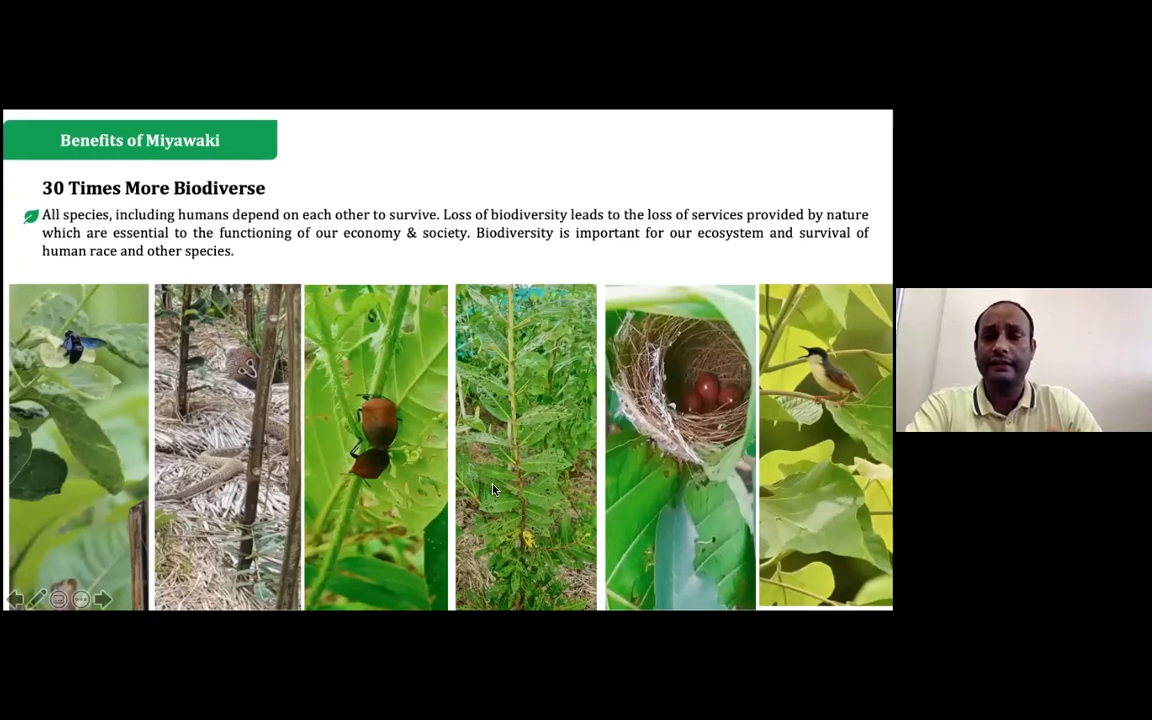 Benefits of Miyawaki
30 Times More Biodiverse
All species, including humans depend on each other to survive. Loss of biodiversity leads to the loss of services provided by nature
which are essential to the functioning of our economy & society. Biodiversity is important for our ecosystem and survival of
human race and other species.